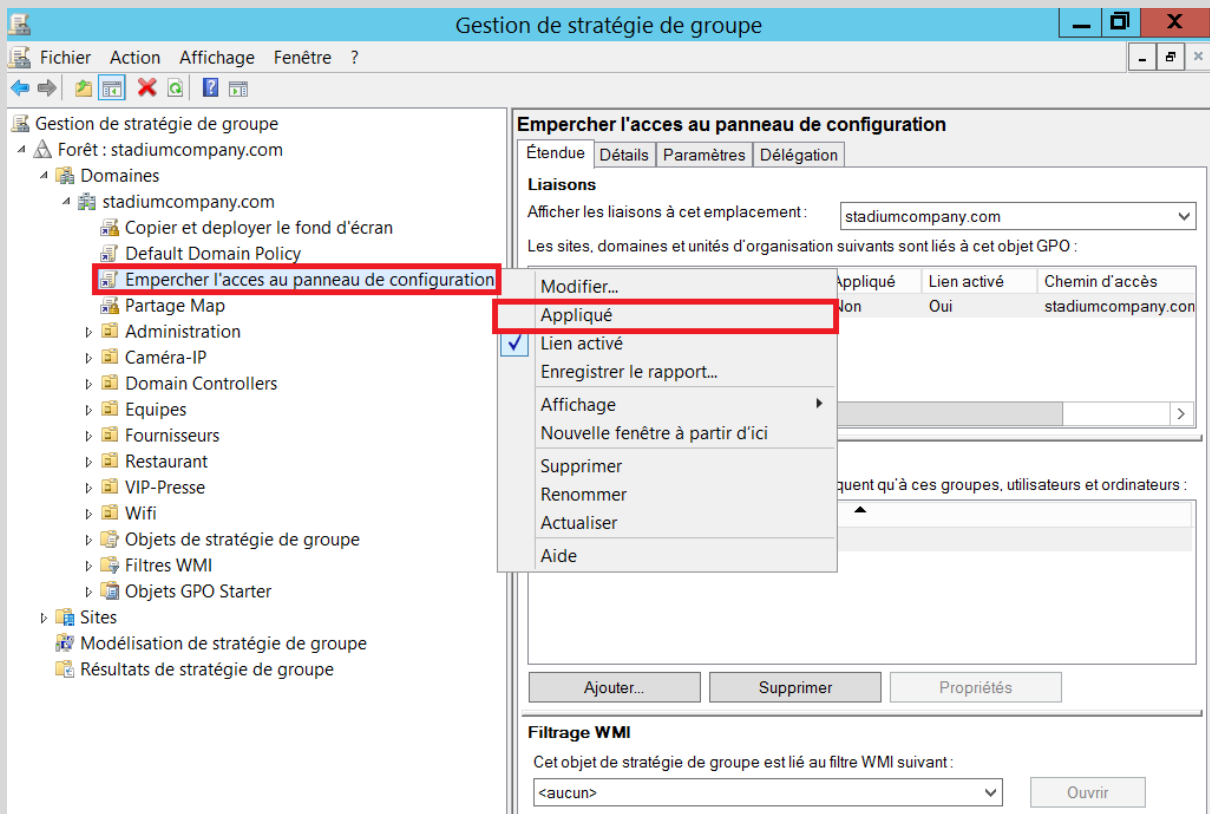 Gestion de stratégie de groupe
Fichier Action Affichage Fenêtre ?
Gestion de stratégie de groupe
Forêt : stadiumcompany.com
Domaines
stadiumcompany.com
Copier et deployer le fond d'écran
Default Domain Policy
Empercher l'acces au panneau de configuration
Partage Map
Administration
Caméra-IP
Domain Controllers
Equipes
Fournisseurs
Restaurant
VIP-Presse
Wifi
Objets de stratégie de groupe
Filtres WMI
Objets GPO Starter
Sites
Modélisation de stratégie de groupe
Résultats de stratégie de groupe
Modifier...
Appliqué
Lien activé
Enregistrer le rapport...
Affichage
Nouvelle fenêtre à partir d'ici
Supprimer
Renommer
Actualiser
Aide
Empercher l'acces au panneau de configuration
Étendue Détails Paramètres Délégation
Liaisons
Afficher les liaisons à cet emplacement : stadiumcompany.com
Les sites, domaines et unités d'organisation suivants sont liés à cet objet GPO :
Appliqué Lien activé Chemin d'accès
Non Oui stadiumcompany.con
quent qu'à ces groupes, utilisateurs et ordinateurs :
Ajouter... Supprimer Propriétés
Filtrage WMI
Cet objet de stratégie de groupe est lié au filtre WMI suivant :
<aucun> Ouvrir